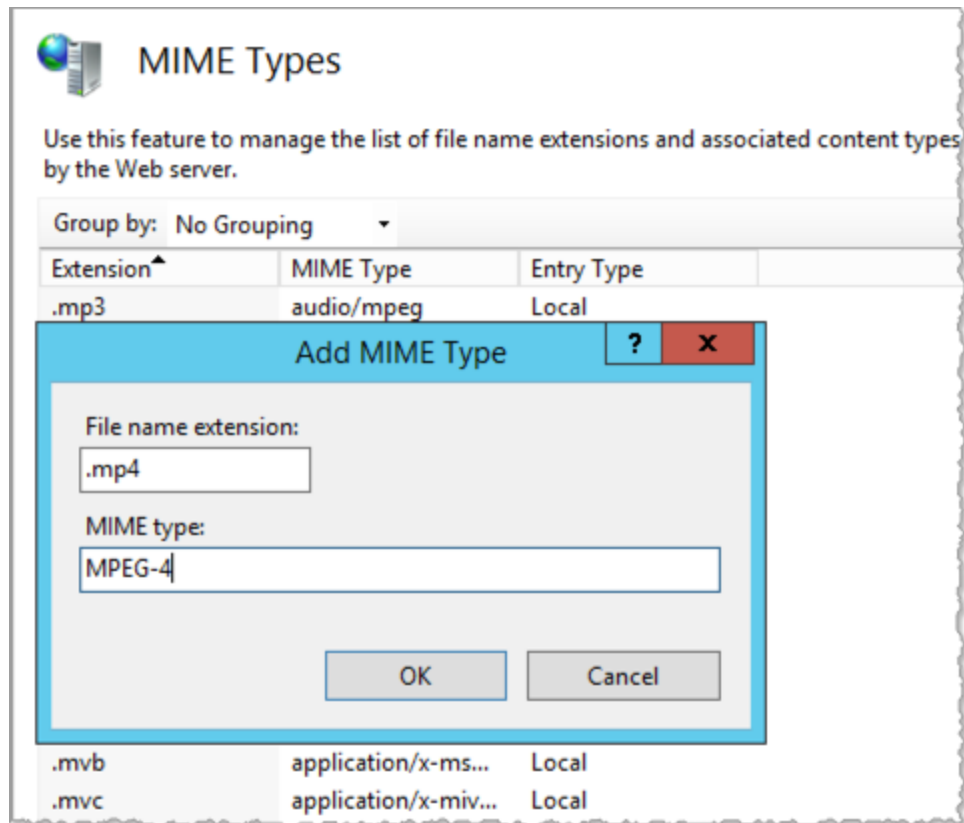 MIME Types
Use this feature to manage the list of file name extensions and associated content types
by the Web server.
Group by: No Grouping
Extension MIME Type Entry Type
.mp3 audio/mpeg Local
Add MIME Type ? x
File name extension:
.mp4
MIME type:
MPEG-4
OK Cancel
.mvb application/x-ms... Local
.mvc application/x-miv... Local